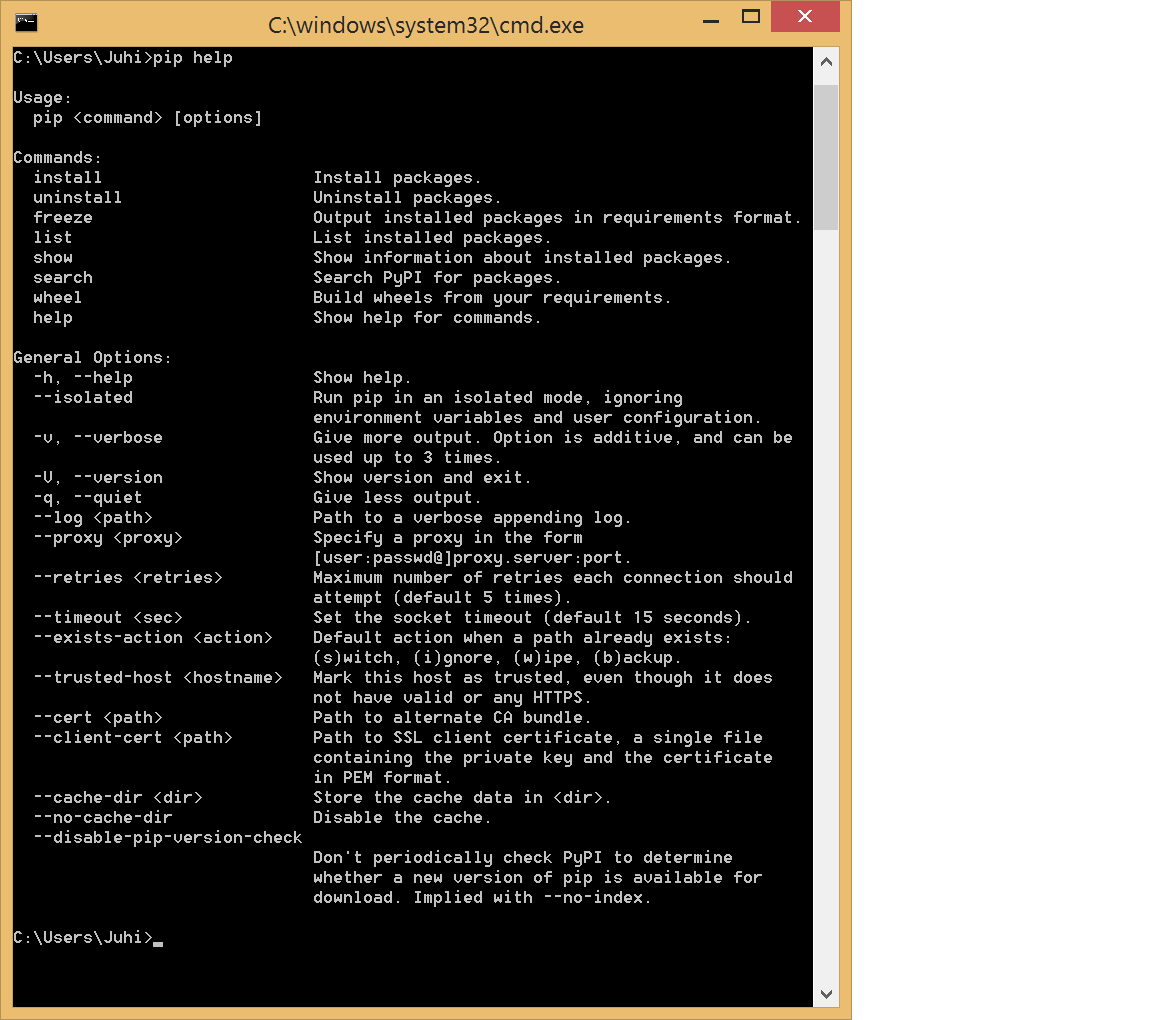 C:\windows\system32\cmd.exe
C:\Users\Juhi>pip help

Usage:
  pip <command> [options]

Commands:
  install                     Install packages.
  uninstall                   Uninstall packages.
  freeze                      Output installed packages in requirements format.
  list                        List installed packages.
  show                        Show information about installed packages.
  search                      Search PyPI for packages.
  wheel                       Build wheels from your requirements.
  help                        Show help for commands.

General Options:
  -h, --help                  Show help.
  --isolated                  Run pip in an isolated mode, ignoring
                              environment variables and user configuration.
  -v, --verbose               Give more output. Option is additive, and can be
                              used up to 3 times.
  -V, --version               Show version and exit.
  -q, --quiet                 Give less output.
  --log <path>                Path to a verbose appending log.
  --proxy <proxy>             Specify a proxy in the form
                              [user:passwd@]proxy.server:port.
  --retries <retries>         Maximum number of retries each connection should
                              attempt (default 5 times).
  --timeout <sec>             Set the socket timeout (default 15 seconds).
  --exists-action <action>    Default action when a path already exists:
                              (s)witch, (i)gnore, (w)ipe, (b)ackup.
  --trusted-host <hostname>   Mark this host as trusted, even though it does
                              not have valid or any HTTPS.
  --cert <path>               Path to alternate CA bundle.
  --client-cert <path>        Path to SSL client certificate, a single file
                              containing the private key and the certificate
                              in PEM format.
  --cache-dir <dir>           Store the cache data in <dir>.
  --no-cache-dir              Disable the cache.
  --disable-pip-version-check
                              Don't periodically check PyPI to determine
                              whether a new version of pip is available for
                              download. Implied with --no-index.

C:\Users\Juhi>_